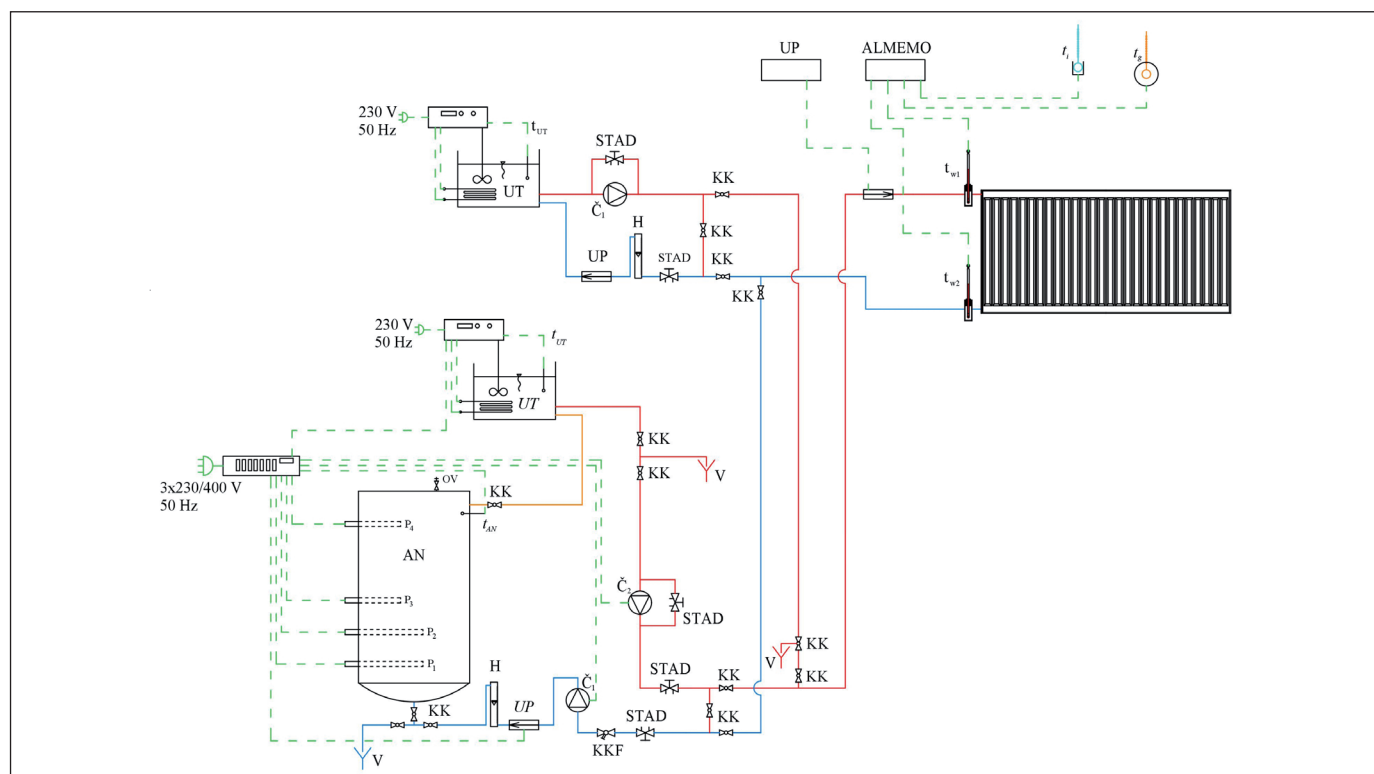 UP
ALMEMO
t_i
t_g
230 V
50 Hz
t_UT
STAD
UT
KK
t_w1
Č_1
H
KK
UP
STAD
KK
KK
t_w2
230 V
50 Hz
t_UT
UT
KK
KK
V
3x230/400 V
50 Hz
OV
KK
t_AN
P_4
AN
Č_2
P_3
STAD
P_2
KK
P_1
V
H
STAD
KK
KK
Č_1
UP
STAD
KK
KK
KKF
V